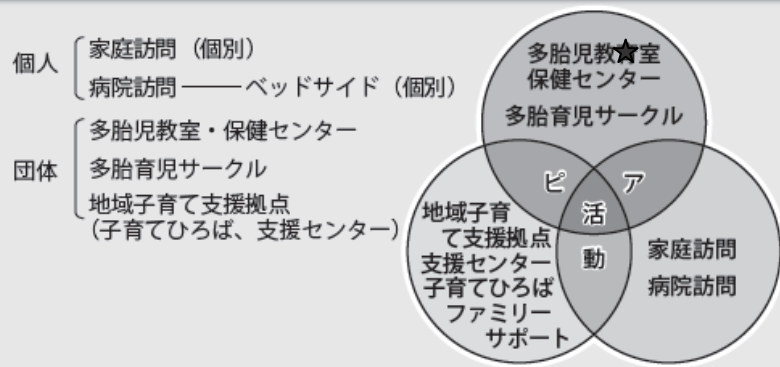 個人
家庭訪問（個別）
病院訪問――ベッドサイド（個別）
団体
多胎児教室・保健センター
多胎育児サークル
地域子育て支援拠点
（子育てひろば、支援センター）
多胎児教 室
保健センター
多胎育児サークル
ピア
活
動
地域子育
て支援拠点
支援センター
子育てひろば
ファミリー
サポート
家庭訪問
病院訪問